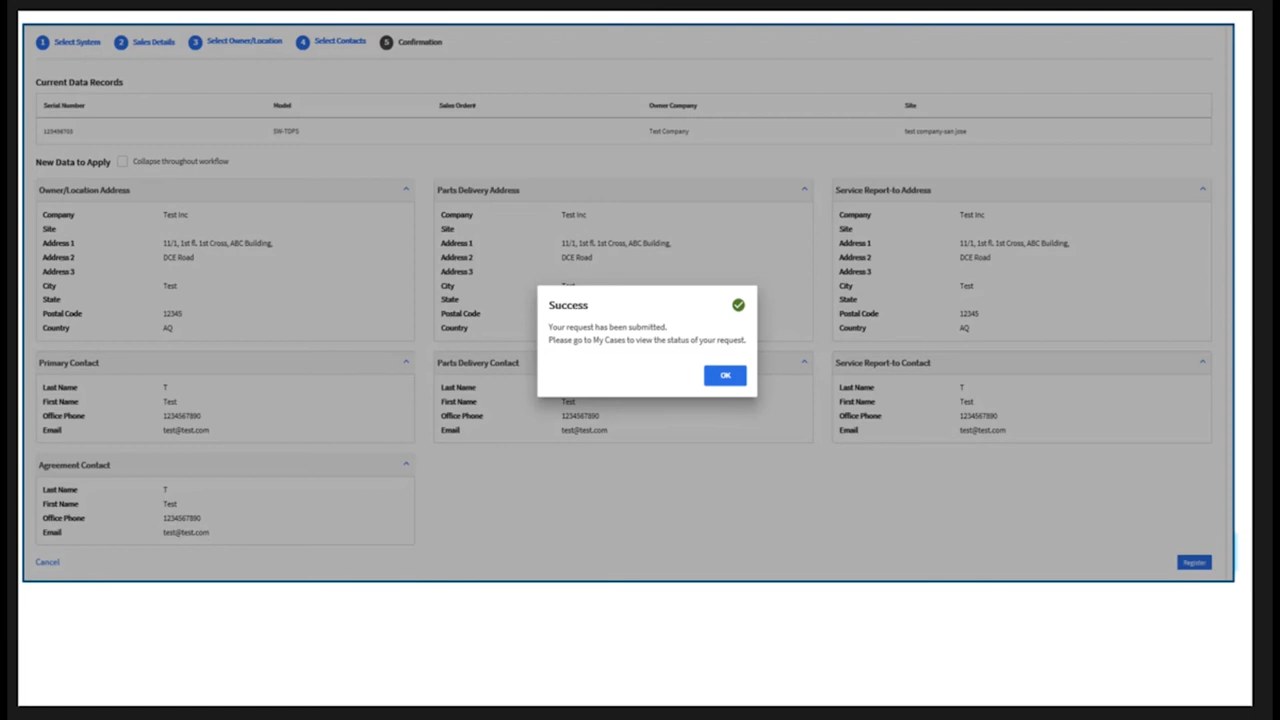 1 Select System 2 Sales Details 3 Select Owner/Location 4 Select Contacts 5 Confirmation
Current Data Records
Serial Number Model Sales Order# Owner Company Site
Test Company test company-san jose
New Data to Apply Collapse throughout workflow
Owner/Location Address
Company Test Inc
Site
Address 1 11/1, 1st fl, 1st Cross, ABC Building,
Address 2 DCE Road
Address 3
City Test
State
Postal Code 12345
Country AQ
Parts Delivery Address
Company Test Inc
Site
Address 1 11/1, 1st fl. 1st Cross, ABC Building,
Address 2 DCE Road
Address 3
City
State
Postal Code
Country
Service Report-to Address
Company Test Inc
Site
Address 1 11/1, 1st fl. 1st Cross, ABC Building,
Address 2 DCE Road
Address 3
City Test
State
Postal Code 12345
Country AQ
Success
Your request has been submitted.
Please go to My Cases to view the status of your request.
OK
Primary Contact
Last Name T
First Name Test
Office Phone 1234567890
Email test@test.com
Parts Delivery Contact
Last Name
First Name Test
Office Phone 1234567890
Email test@test.com
Service Report-to Contact
Last Name T
First Name Test
Office Phone 1234567890
Email test@test.com
Agreement Contact
Last Name T
First Name Test
Office Phone 1234567890
Email test@test.com
Cancel Register